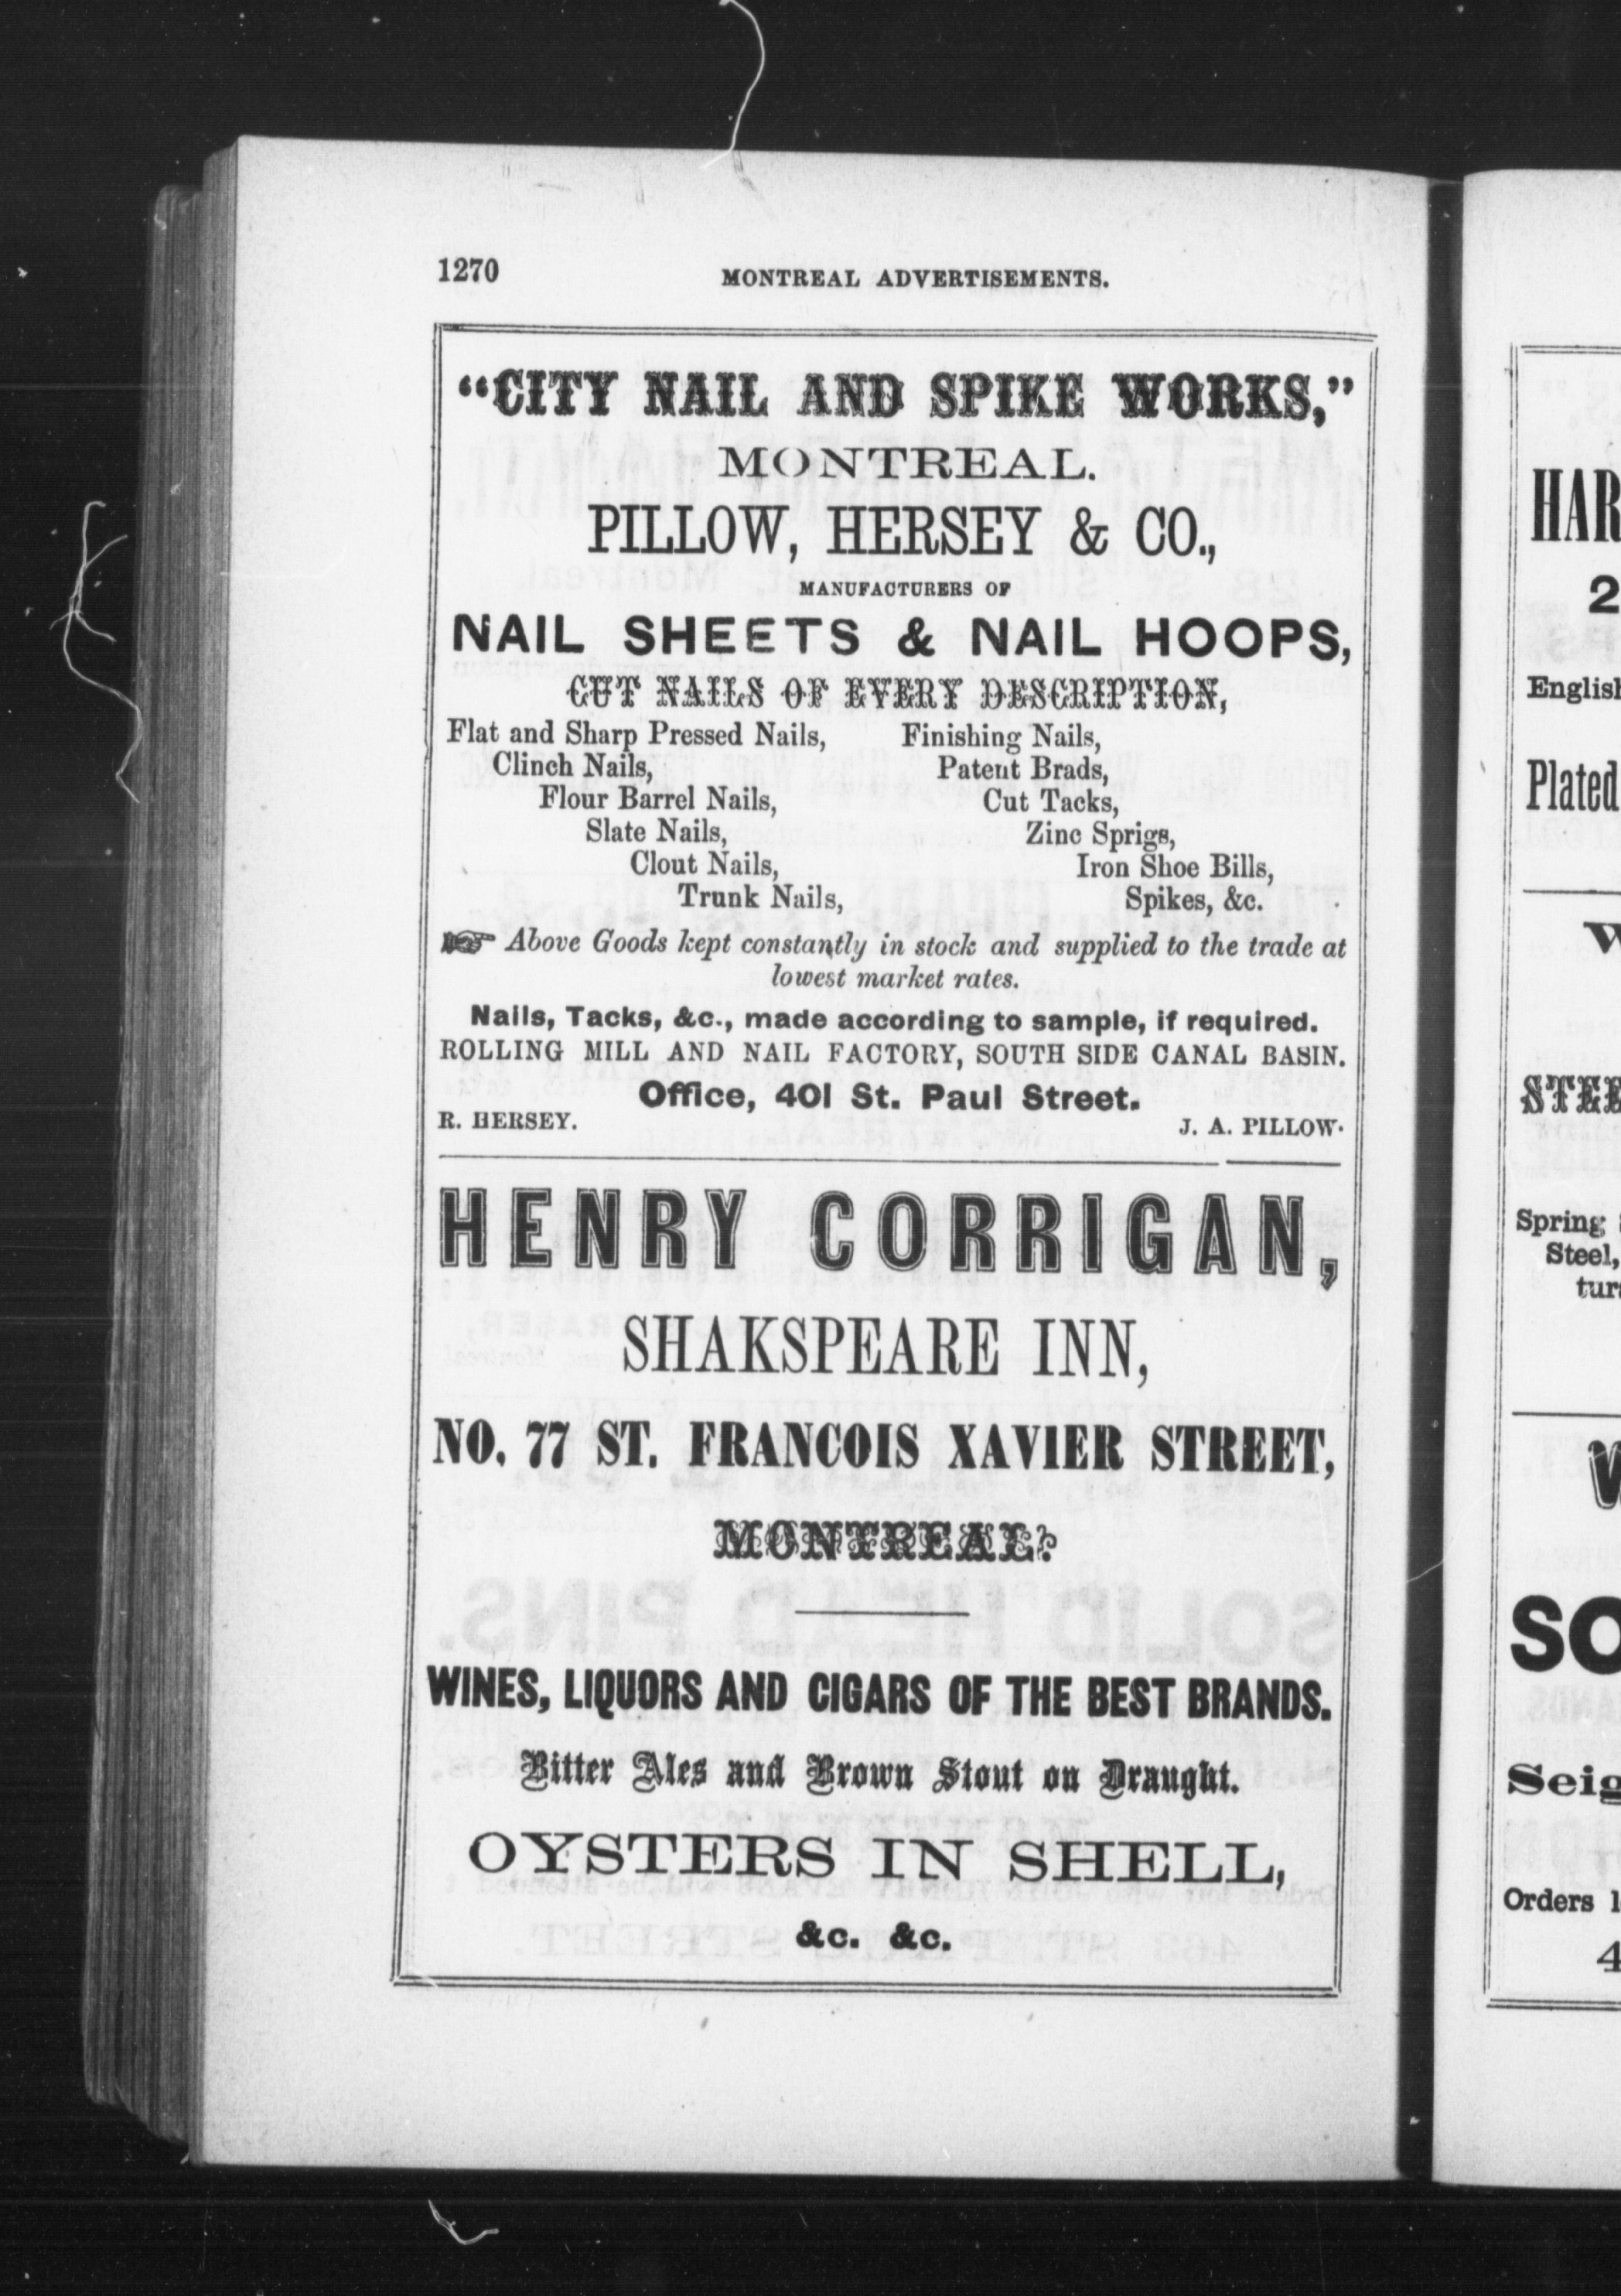 1270
MONTREAL ADVERTISEMENTS.
“CITY NAIL AND SPIKE WORKS,”
MONTREAL.
PILLOW, HERSEY & CO.,
MANUFACTURERS OF
NAIL SHEETS & NAIL HOOPS,
CUT NAILS OF EVERY DESCRIPTION,
Flat and Sharp Pressed Nails,
Clinch Nails,
Flour Barrel Nails,
Slate Nails,
Clout Nails,
Trunk Nails,
Finishing Nails,
Patent Brads,
Cut Tacks,
Zinc Sprigs,
Iron Shoe Bills,
Spikes, &c.
☞ Above Goods kept constantly in stock and supplied to the trade at
lowest market rates.
Nails, Tacks, &c., made according to sample, if required.
ROLLING MILL AND NAIL FACTORY, SOUTH SIDE CANAL BASIN.
Office, 401 St. Paul Street.
R. HERSEY.
J. A. PILLOW.
HENRY CORRIGAN,
SHAKSPEARE INN,
NO. 77 ST. FRANCOIS XAVIER STREET,
MONTREAL.
WINES, LIQUORS AND CIGARS OF THE BEST BRANDS.
Bitter Ales and Brown Stout on Draught.
OYSTERS IN SHELL,
&c. &c.
HAR
2
English
Plated
W
STEE
Spring
Steel,
tur
W
SO
Seig
Orders
4